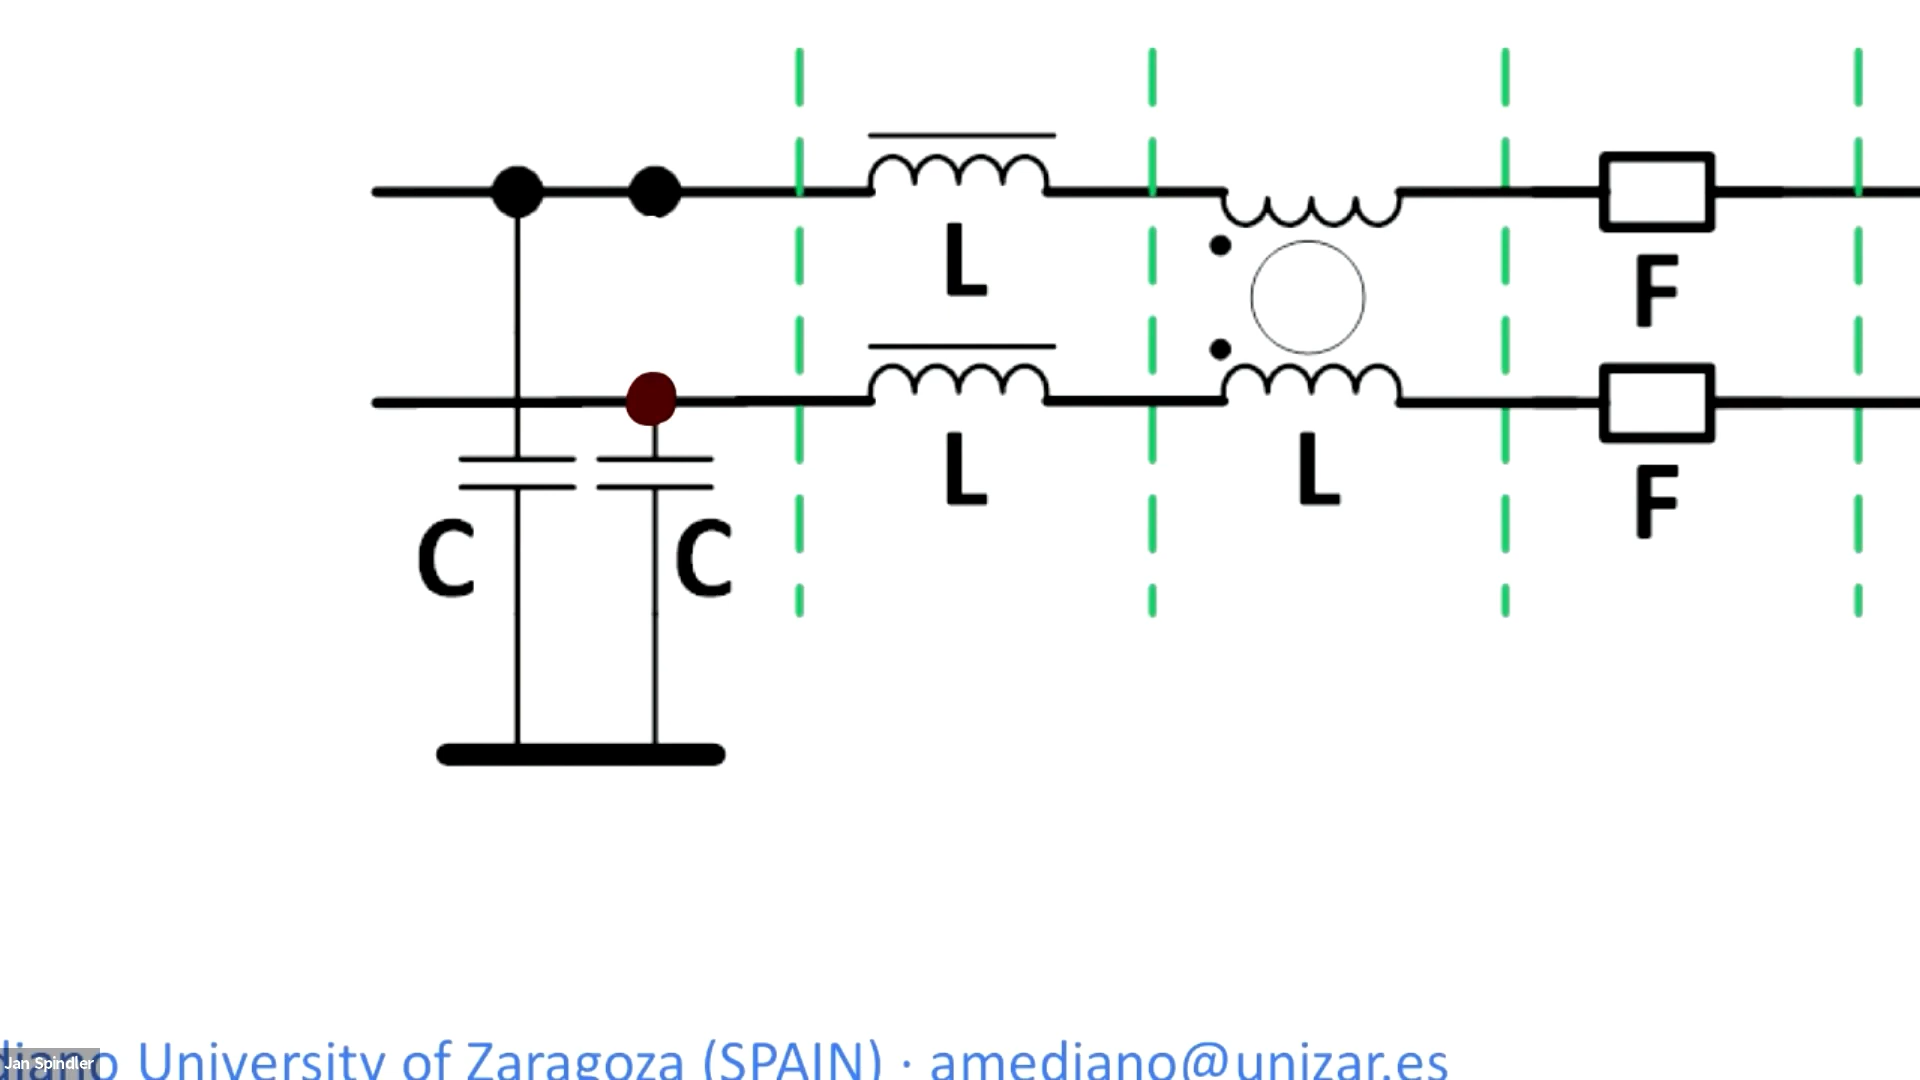 L
F
L
L
F
C
C
University of Zaragoza (SPAIN) · amediano@unizar.es
Jan Spindler